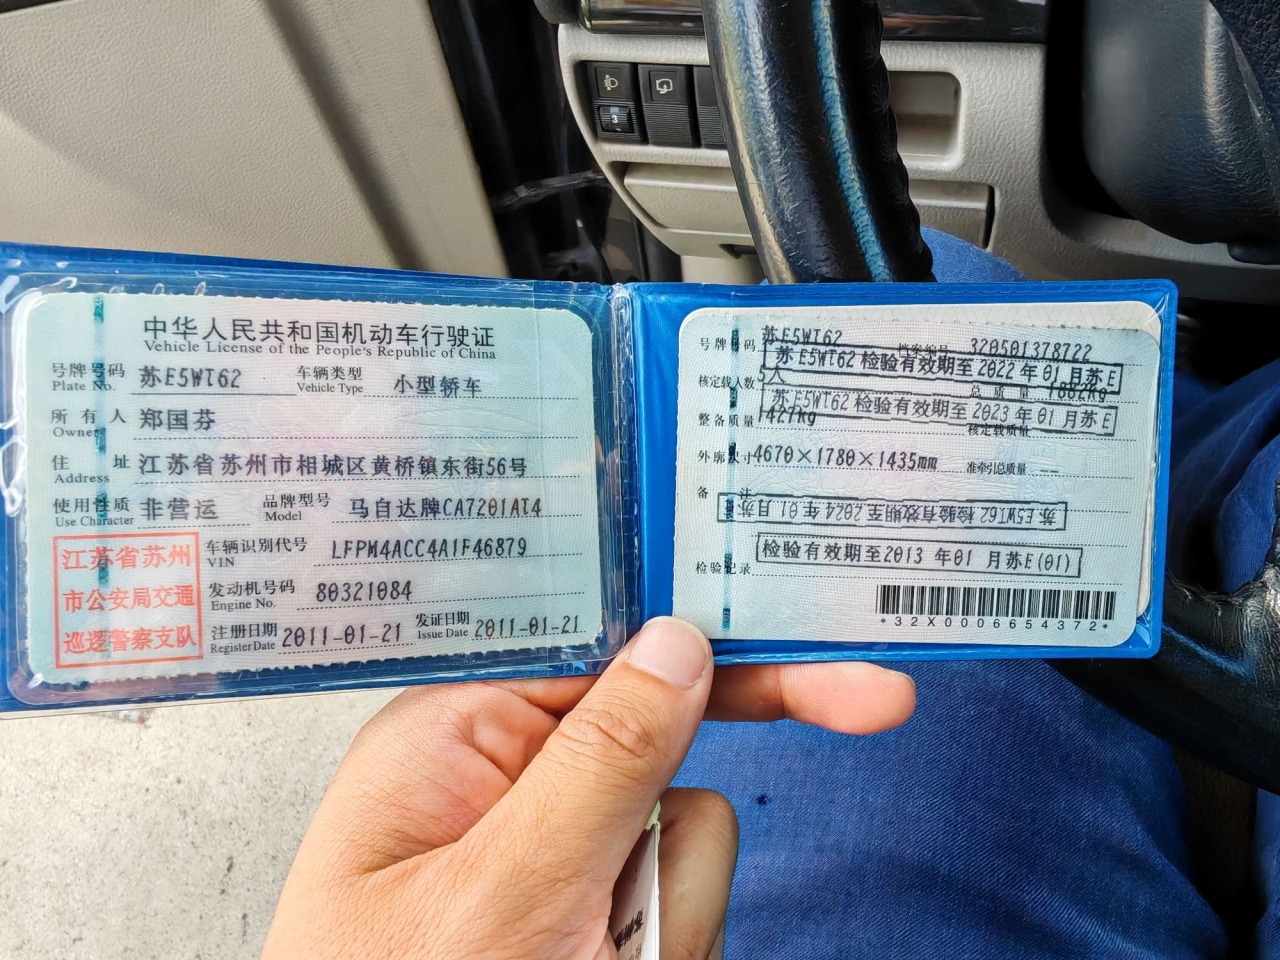 中华人民共和国机动车行驶证
Vehicle License of the People's Republic of China
号牌号码 苏E5WT62 车辆类型 小型轿车
Plate No. Vehicle Type
所有人 郑国芬
Owner
住址 江苏省苏州市相城区黄桥镇东街56号
Address
使用性质 非营运 品牌型号 马自达牌CA7201AT4
Use Character Model
车辆识别代号 LFPM4ACC4A1F46879
VIN
发动机号码 80321084
Engine No.
注册日期 2011-01-21 发证日期 2011-01-21
Register Date Issue Date
江苏省苏州
市公安局交通
巡逻警察支队
号牌号码 苏E5WT62 档案编号 320501378722
苏E5WT62 检验有效期至2022年01月苏E
核定载人数 5人 总质量 1802kg
苏E5WT62 检验有效期至2023年01月苏E
整备质量 1427kg 核定载质量
外廓尺寸 4670×1780×1435mm 准牵引总质量 --
备注
苏E5WT62 检验有效期至2024年01月苏E
检验有效期至2013年01月苏E(01)
检验记录
*32X0006654372*
3